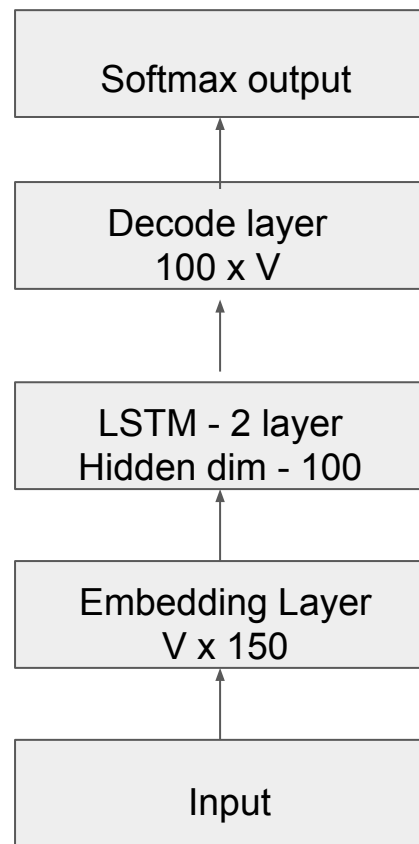 Softmax output
Decode layer
100 x V
LSTM - 2 layer
Hidden dim - 100
Embedding Layer
V x 150
Input